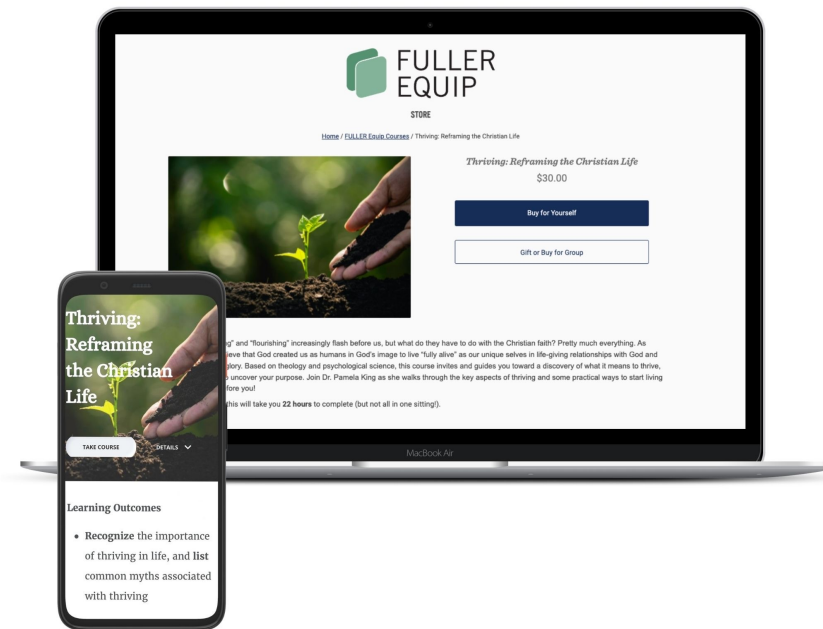 FULLER
EQUIP
STORE
Home / FULLER Equip Courses / Thriving: Reframing the Christian Life
Thriving: Reframing the Christian Life
$30.00
Buy for Yourself
Gift or Buy for Group
and "flourishing" increasingly flash before us, but what do they have to do with the Christian faith? Pretty much everything. As
that God created us as humans in God's image to live "fully alive" as our unique selves in life-giving relationships with God and
glory. Based on theology and psychological science, this course invites and guides you toward a discovery of what it means to thrive,
uncover your purpose. Join Dr. Pamela King as she walks through the key aspects of thriving and some practical ways to start living
you!
this will take you 22 hours to complete (but not all in one sitting!).
MacBook Air
Thriving:
Reframing
the Christian
Life
TAKE COURSE
DETAILS
Learning Outcomes
• Recognize the importance
of thriving in life, and list
common myths associated
with thriving